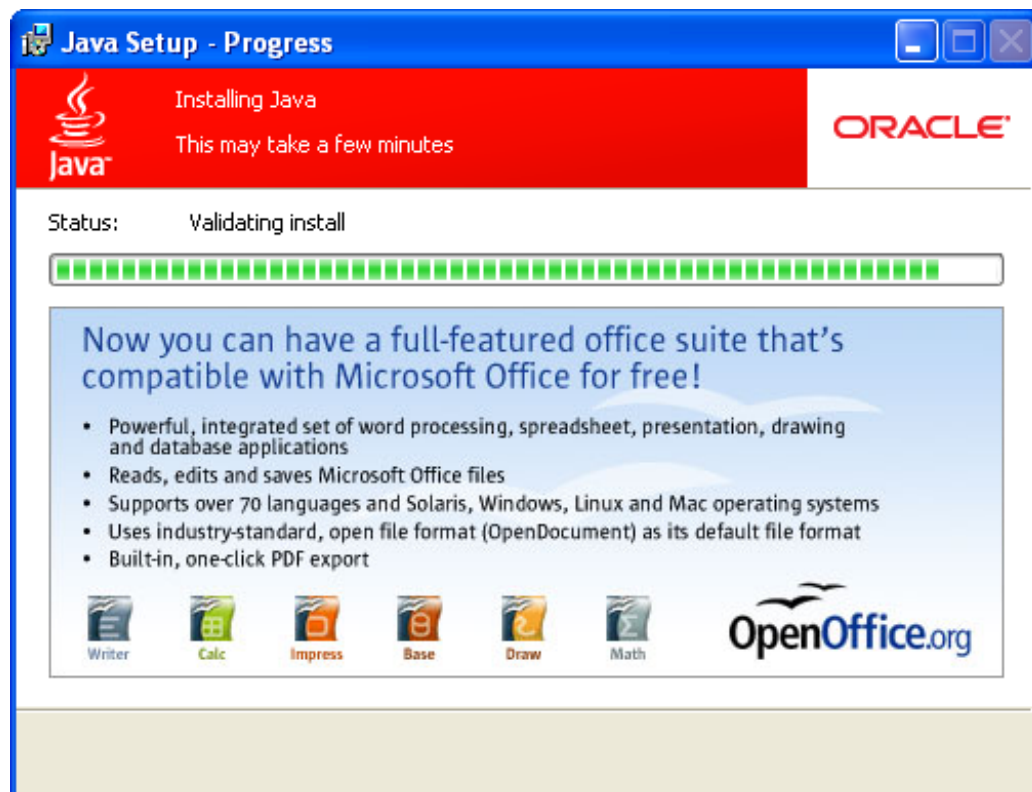 Java Setup - Progress
Installing Java
This may take a few minutes
Java™
ORACLE®
Status: Validating install
Now you can have a full-featured office suite that's
compatible with Microsoft Office for free!
• Powerful, integrated set of word processing, spreadsheet, presentation, drawing
and database applications
• Reads, edits and saves Microsoft Office files
• Supports over 70 languages and Solaris, Windows, Linux and Mac operating systems
• Uses industry-standard, open file format (OpenDocument) as its default file format
• Built-in, one-click PDF export
Writer Calc Impress Base Draw Math
OpenOffice.org